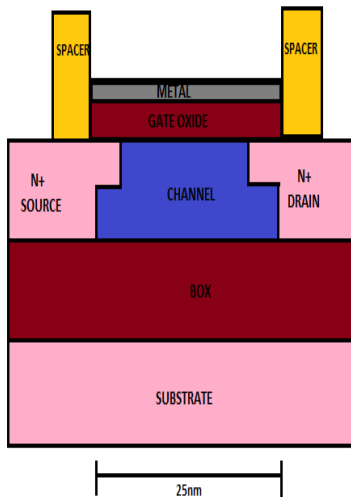 SPACER
SPACER
METAL
GATE OXIDE
N+
SOURCE
CHANNEL
N+
DRAIN
BOX
SUBSTRATE
25nm